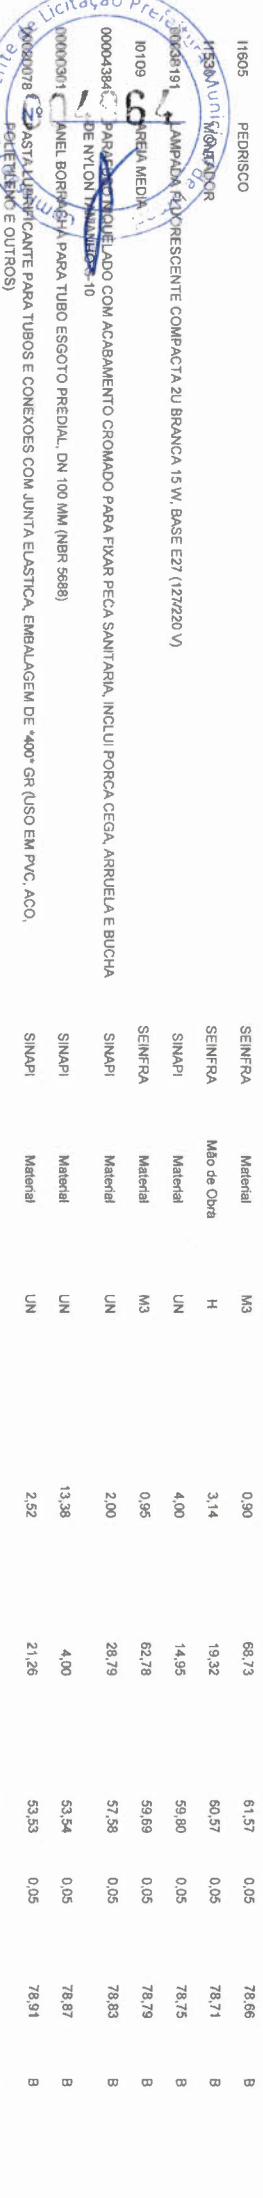 I1605 PEDRISCO SEINFRA Material M3 0,90 68,73 61,57 0,05 78,66 B
MONTADOR SEINFRA Mão de Obra H 3,14 19,32 60,57 0,05 78,71 B
LAMPADA FLUORESCENTE COMPACTA 2U BRANCA 15 W, BASE E27 (127/220 V) SINAPI Material UN 4,00 14,95 59,80 0,05 78,75 B
I0109 AREIA MEDIA SEINFRA Material M3 0,95 62,78 59,69 0,05 78,79 B
00004384 PARAFUSO NIQUELADO COM ACABAMENTO CROMADO PARA FIXAR PECA SANITARIA, INCLUI PORCA CEGA, ARRUELA E BUCHA SINAPI Material UN 2,00 28,79 57,58 0,05 78,83 B
DE NYLON TAMANHO S-10
00000301 ANEL BORRACHA PARA TUBO ESGOTO PREDIAL, DN 100 MM (NBR 5688) SINAPI Material UN 13,38 4,00 53,54 0,05 78,87 B
PASTA LUBRIFICANTE PARA TUBOS E CONEXOES COM JUNTA ELASTICA, EMBALAGEM DE *400* GR (USO EM PVC, ACO, SINAPI Material UN 2,52 21,26 53,53 0,05 78,91 B
POLIETILENO E OUTROS)
Licitação Prefeitura Municipal de